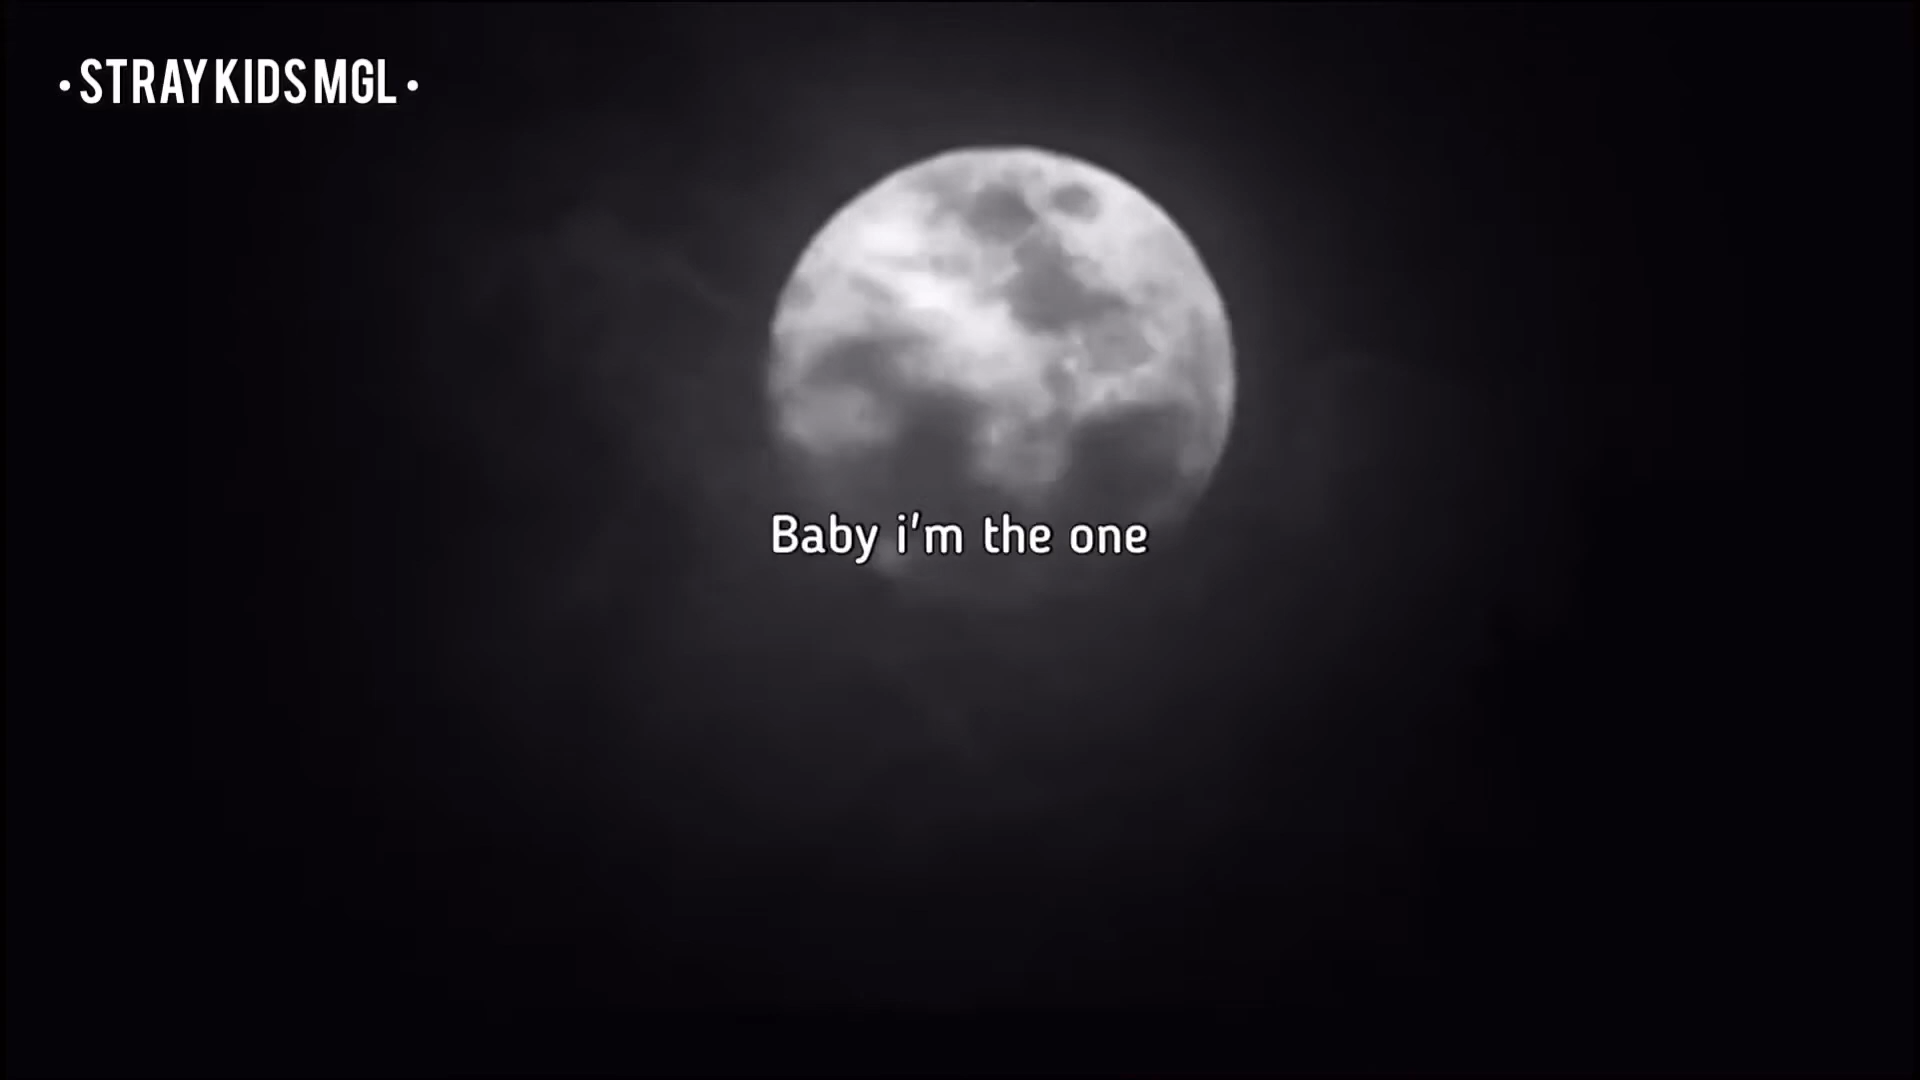 • STRAY KIDS MGL •
Baby i'm the one